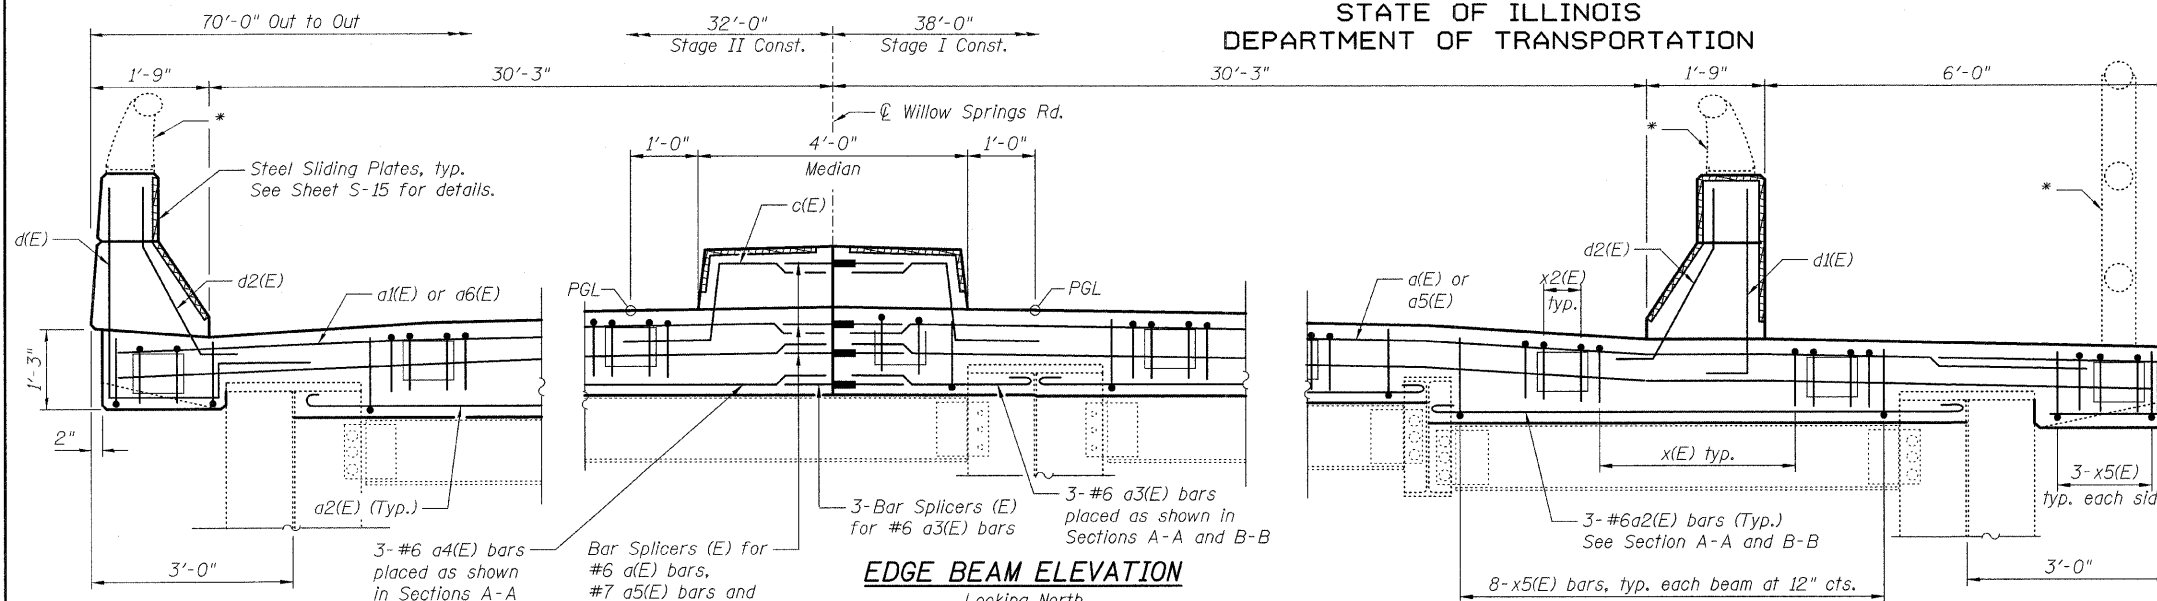 STATE OF ILLINOIS
DEPARTMENT OF TRANSPORTATION
70'-0" Out to Out
32'-0"
Stage II Const.
38'-0"
Stage I Const.
1'-9"
30'-3"
30'-3"
1'-9"
6'-0"
℄ Willow Springs Rd.
*
*
*
Steel Sliding Plates, typ.
See Sheet S-15 for details.
1'-0"
4'-0"
Median
1'-0"
c(E)
d(E)
d2(E)
a1(E) or a6(E)
PGL
PGL
a(E) or
a5(E)
x2(E)
typ.
d2(E)
d1(E)
1'-3"
2"
a2(E) (Typ.)
3'-0"
3-#6 a4(E) bars
placed as shown
in Sections A-A
Bar Splicers (E) for
#6 a(E) bars,
#7 a5(E) bars and
3-Bar Splicers (E)
for #6 a3(E) bars
3-#6 a3(E) bars
placed as shown in
Sections A-A and B-B
EDGE BEAM ELEVATION
Looking North
x(E) typ.
3-#6a2(E) bars (Typ.)
See Section A-A and B-B
8-x5(E) bars, typ. each beam at 12" cts.
3-x5(E)
typ. each sid
3'-0"